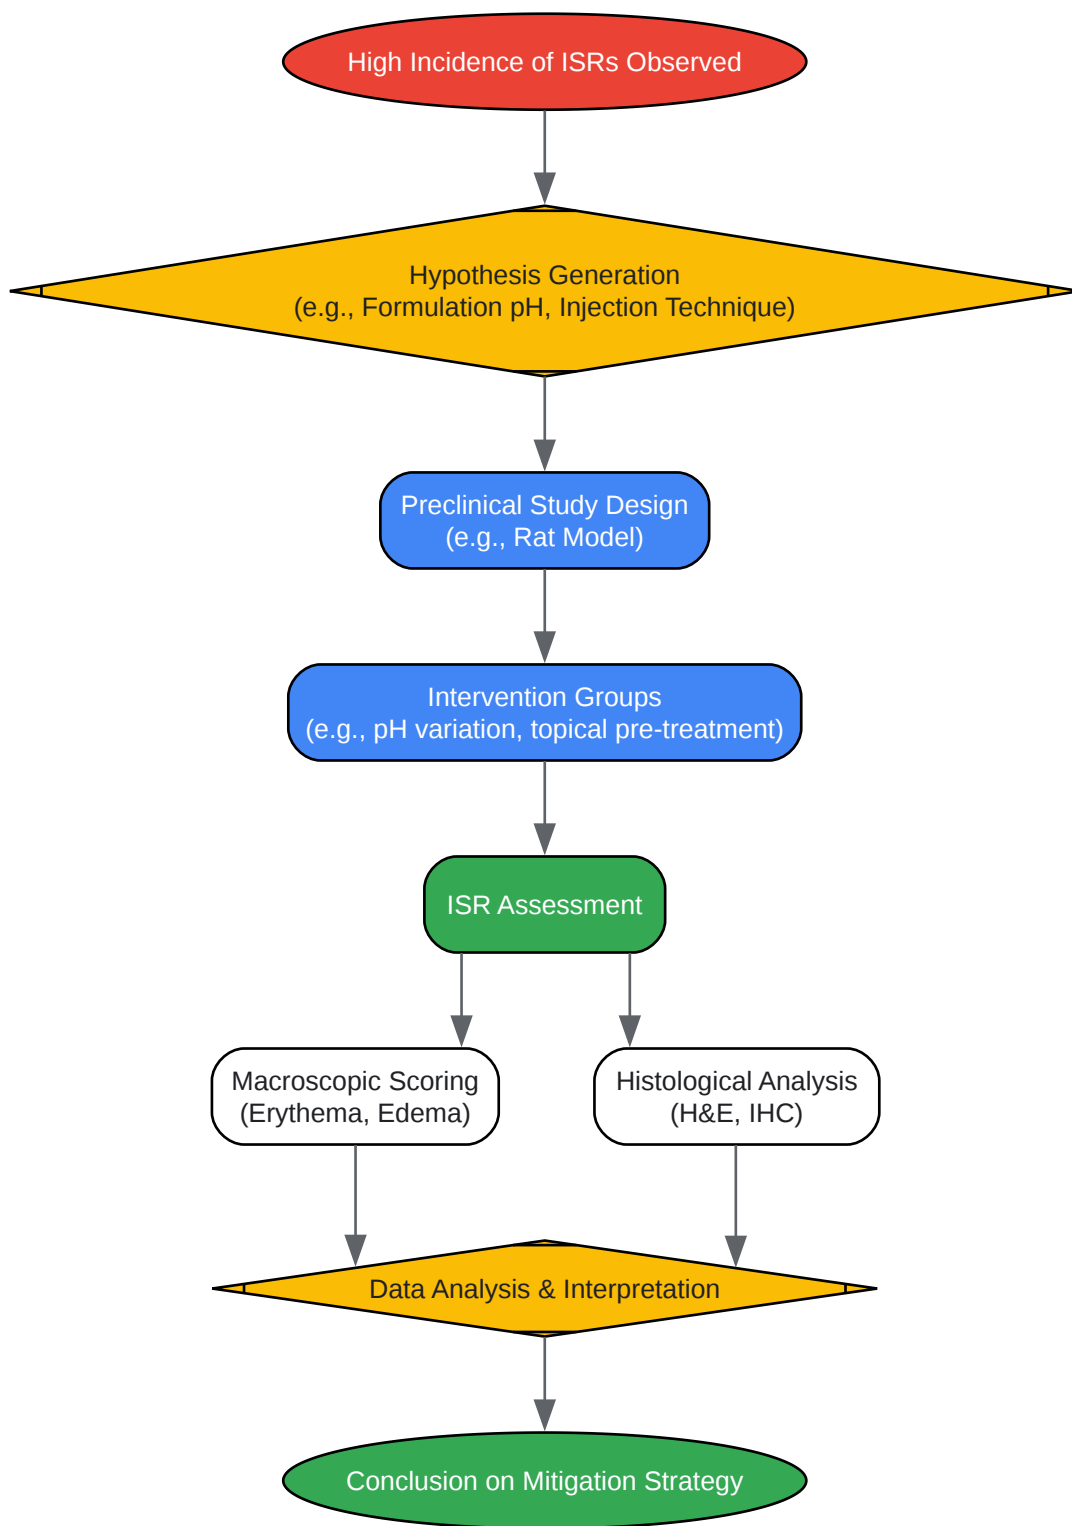 High Incidence of ISRs Observed
Hypothesis Generation
(e.g., Formulation pH, Injection Technique)
Preclinical Study Design
(e.g., Rat Model)
Intervention Groups
(e.g., pH variation, topical pre-treatment)
ISR Assessment
Macroscopic Scoring
(Erythema, Edema)
Histological Analysis
(H&E, IHC)
Data Analysis & Interpretation
Conclusion on Mitigation Strategy